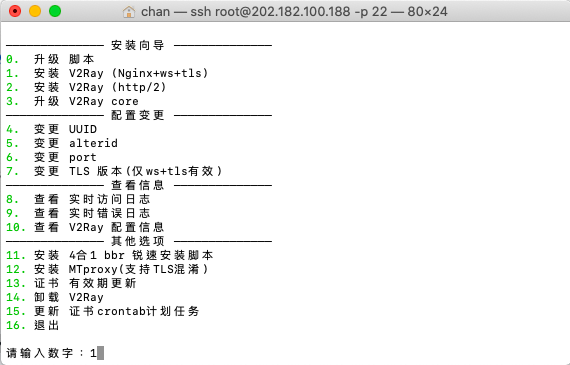 chan — ssh root@202.182.100.188 -p 22 — 80×24
—————————————— 安装向导 ——————————————
0. 升级 脚本
1. 安装 V2Ray (Nginx+ws+tls)
2. 安装 V2Ray (http/2)
3. 升级 V2Ray core
—————————————— 配置变更 ——————————————
4. 变更 UUID
5. 变更 alterid
6. 变更 port
7. 变更 TLS 版本(仅ws+tls有效)
—————————————— 查看信息 ——————————————
8. 查看 实时访问日志
9. 查看 实时错误日志
10. 查看 V2Ray 配置信息
—————————————— 其他选项 ——————————————
11. 安装 4合1 bbr 锐速安装脚本
12. 安装 MTproxy(支持TLS混淆)
13. 证书 有效期更新
14. 卸载 V2Ray
15. 更新 证书crontab计划任务
16. 退出
请输入数字：1